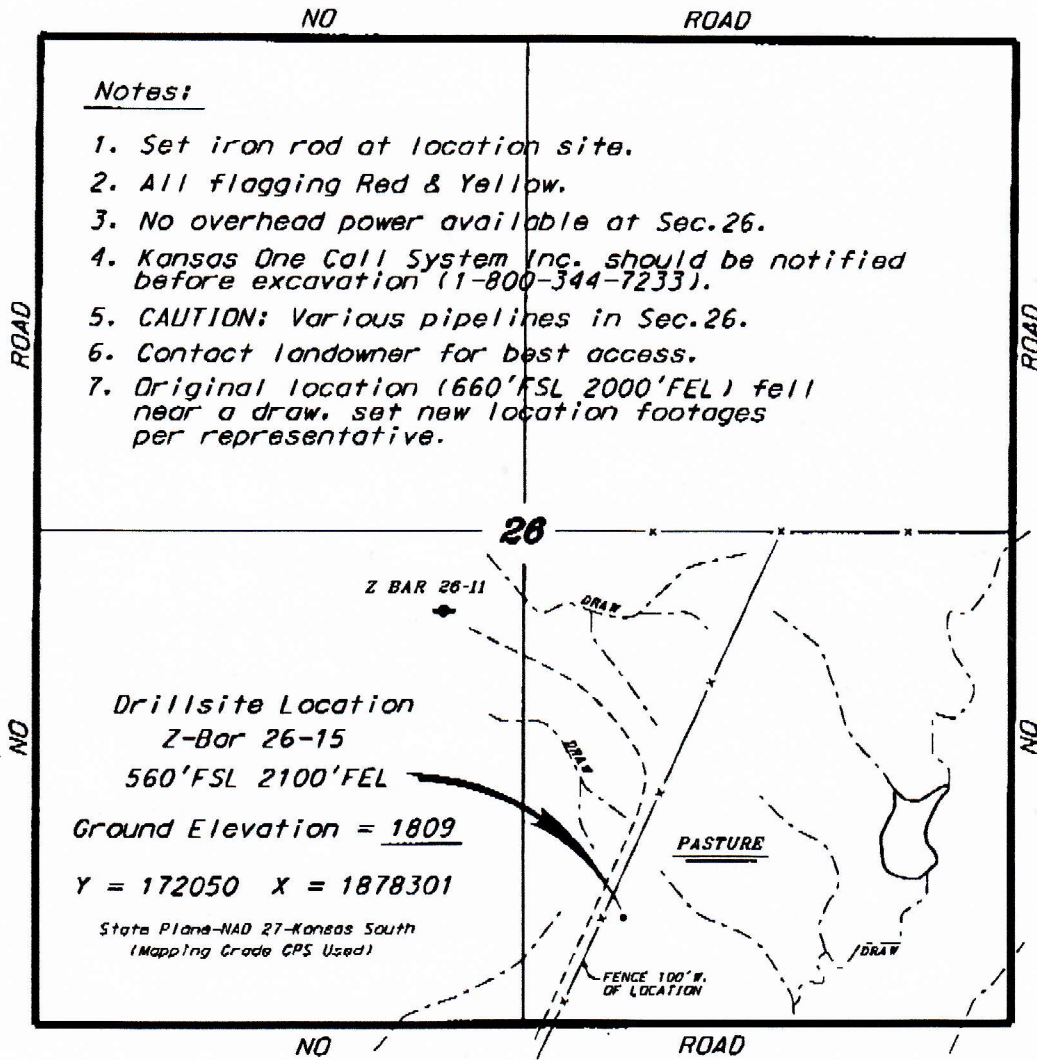 NO ROAD
Notes:
1. Set iron rod at location site.
2. All flagging Red & Yellow.
3. No overhead power available at Sec.26.
4. Kansas One Call System Inc. should be notified
before excavation (1-800-344-7233).
5. CAUTION: Various pipelines in Sec.26.
6. Contact landowner for best access.
7. Original location (660'FSL 2000'FEL) fell
near a draw, set new location footages
per representative.
ROAD
ROAD
26
Z BAR 26-11
DRAW
Drillsite Location
Z-Bar 26-15
560'FSL 2100'FEL
NO
NO
DRAW
Ground Elevation = 1809
PASTURE
Y = 172050 X = 1878301
State Plane-NAD 27-Kansas South
(Mapping Grade GPS Used)
DRAW
FENCE 100'W.
OF LOCATION
NO ROAD